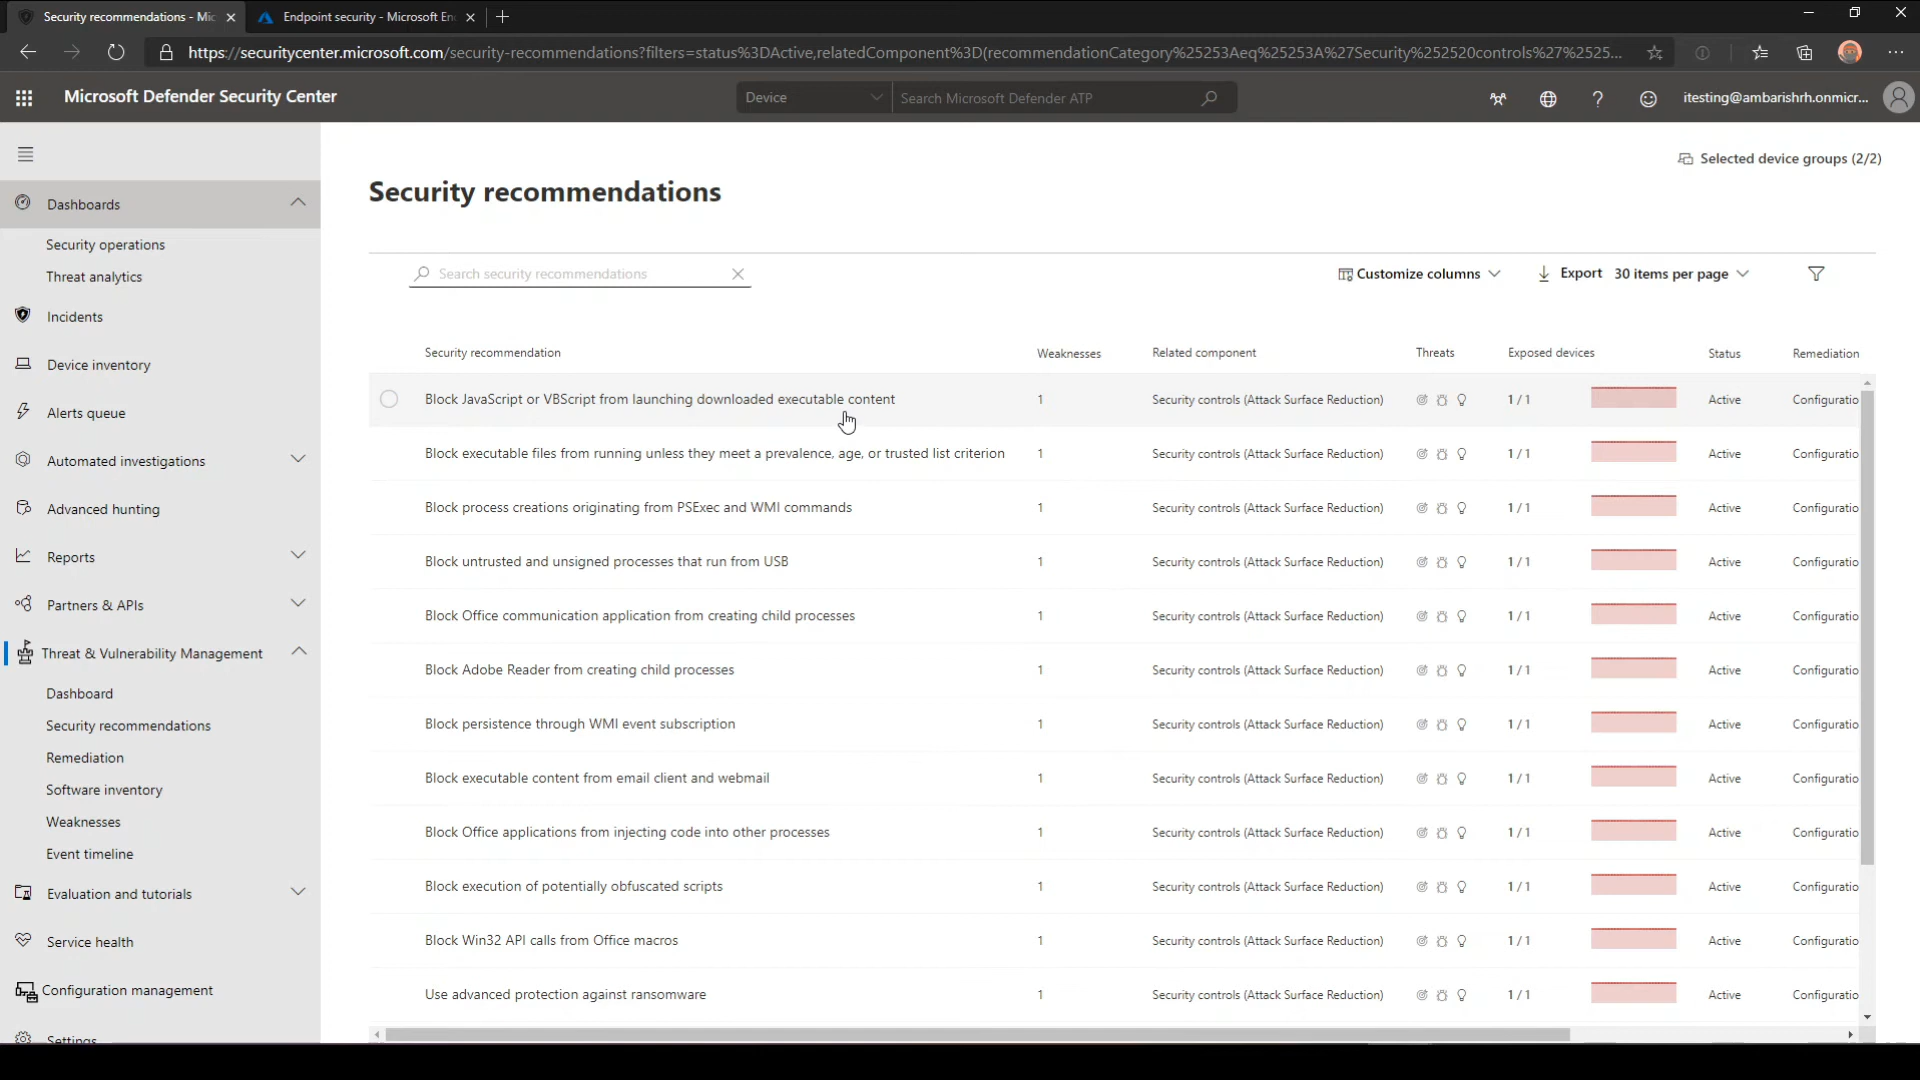 Security recommendations - Mic
Endpoint security - Microsoft En
https://securitycenter.microsoft.com/security-recommendations?filters=status%3DActive,relatedComponent%3D(recommendationCategory%25253Aeq%25253A%27Security%252520controls%27%2525...
Microsoft Defender Security Center
Device
Search Microsoft Defender ATP
itesting@ambarishrh.onmicr...
Selected device groups (2/2)
Dashboards
Security operations
Threat analytics
Incidents
Device inventory
Alerts queue
Automated investigations
Advanced hunting
Reports
Partners & APIs
Threat & Vulnerability Management
Dashboard
Security recommendations
Remediation
Software inventory
Weaknesses
Event timeline
Evaluation and tutorials
Service health
Configuration management
Settings
Security recommendations
Search security recommendations
Customize columns
Export
30 items per page
Security recommendation Weaknesses Related component Threats Exposed devices Status Remediation
Block JavaScript or VBScript from launching downloaded executable content 1 Security controls (Attack Surface Reduction) 1 / 1 Active Configuratio
Block executable files from running unless they meet a prevalence, age, or trusted list criterion 1 Security controls (Attack Surface Reduction) 1 / 1 Active Configuratio
Block process creations originating from PSExec and WMI commands 1 Security controls (Attack Surface Reduction) 1 / 1 Active Configuratio
Block untrusted and unsigned processes that run from USB 1 Security controls (Attack Surface Reduction) 1 / 1 Active Configuratio
Block Office communication application from creating child processes 1 Security controls (Attack Surface Reduction) 1 / 1 Active Configuratio
Block Adobe Reader from creating child processes 1 Security controls (Attack Surface Reduction) 1 / 1 Active Configuratio
Block persistence through WMI event subscription 1 Security controls (Attack Surface Reduction) 1 / 1 Active Configuratio
Block executable content from email client and webmail 1 Security controls (Attack Surface Reduction) 1 / 1 Active Configuratio
Block Office applications from injecting code into other processes 1 Security controls (Attack Surface Reduction) 1 / 1 Active Configuratio
Block execution of potentially obfuscated scripts 1 Security controls (Attack Surface Reduction) 1 / 1 Active Configuratio
Block Win32 API calls from Office macros 1 Security controls (Attack Surface Reduction) 1 / 1 Active Configuratio
Use advanced protection against ransomware 1 Security controls (Attack Surface Reduction) 1 / 1 Active Configuratio